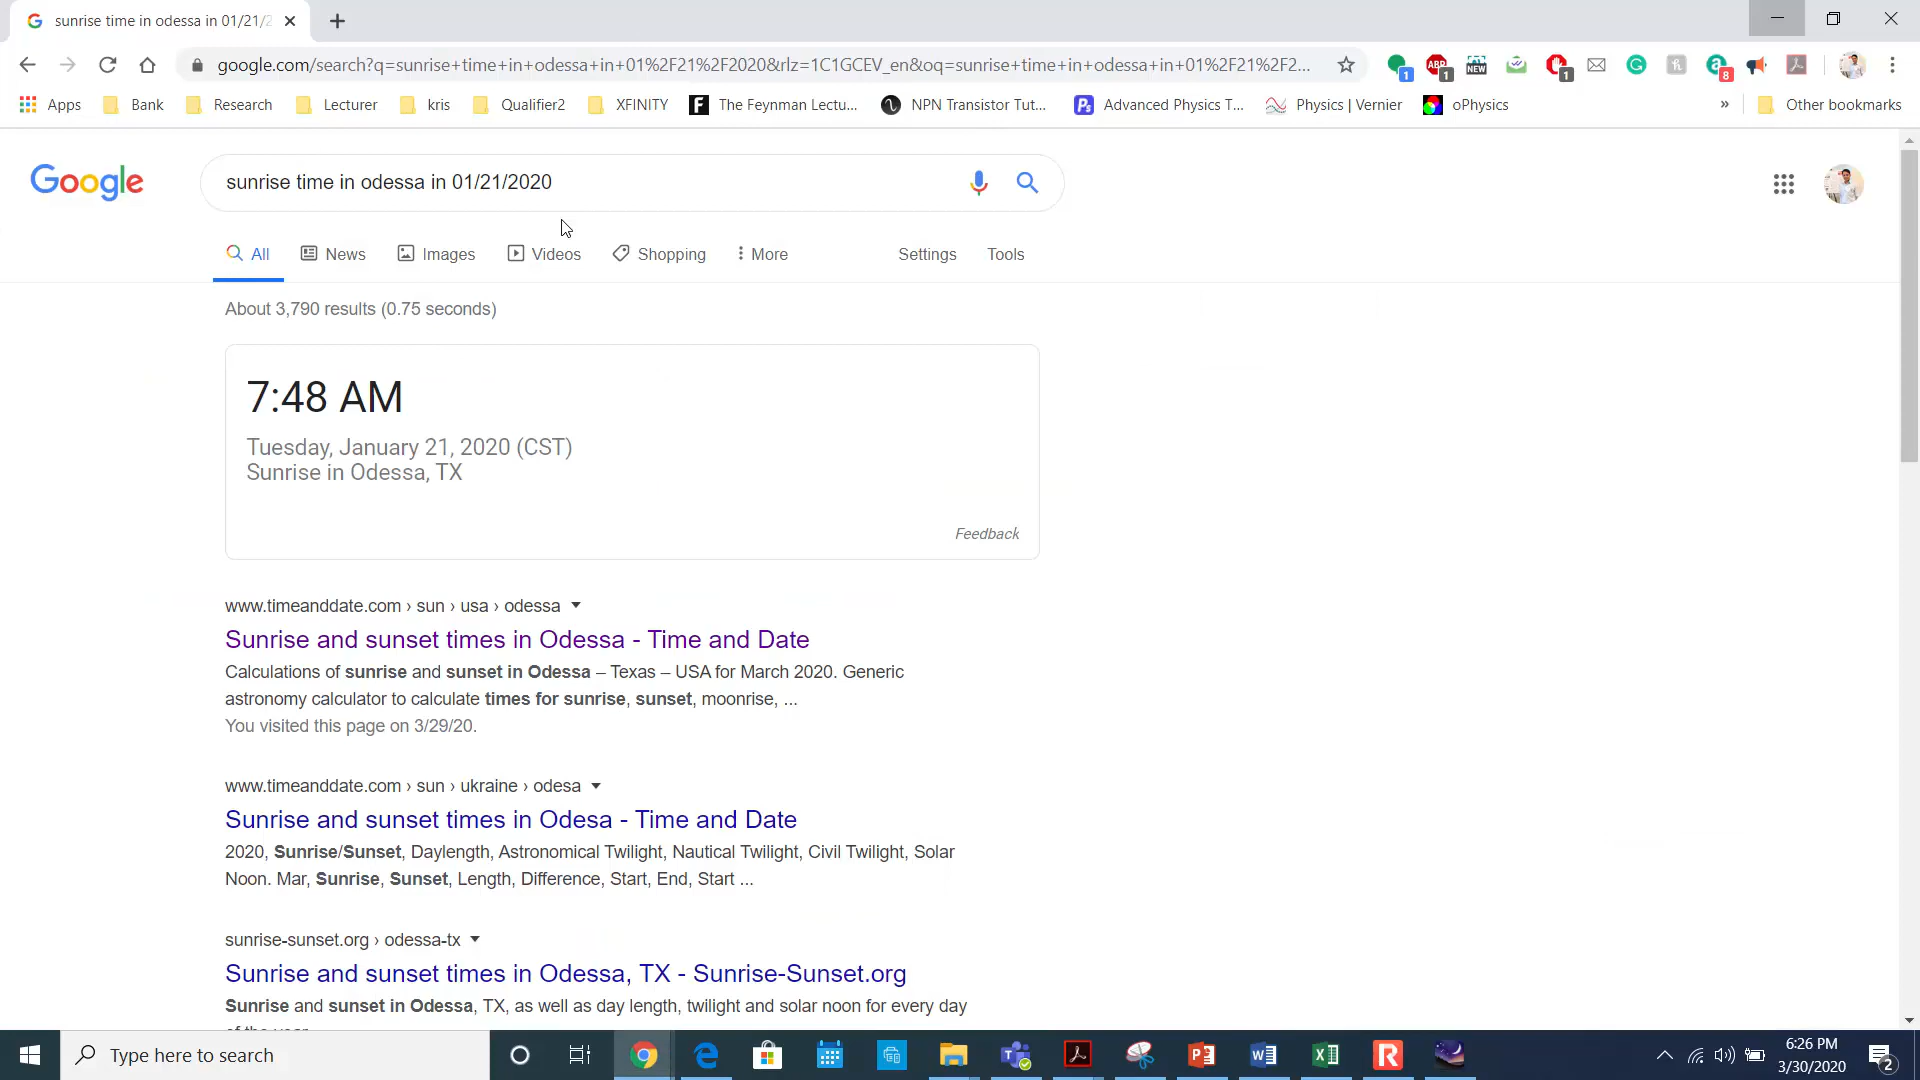 sunrise time in odessa in 01/21/2
google.com/search?q=sunrise+time+in+odessa+in+01%2F21%2F2020&rlz=1C1GCEV_en&oq=sunrise+time+in+odessa+in+01%2F21%2F2...
1 ABP 1 NEW 1 8
Apps Bank Research Lecturer kris Qualifier2 XFINITY The Feynman Lectu... NPN Transistor Tut... Advanced Physics T... Physics | Vernier oPhysics » Other bookmarks
Google
sunrise time in odessa in 01/21/2020
All News Images Videos Shopping More Settings Tools
About 3,790 results (0.75 seconds)
7:48 AM
Tuesday, January 21, 2020 (CST)
Sunrise in Odessa, TX
Feedback
www.timeanddate.com › sun › usa › odessa
Sunrise and sunset times in Odessa - Time and Date
Calculations of sunrise and sunset in Odessa – Texas – USA for March 2020. Generic
astronomy calculator to calculate times for sunrise, sunset, moonrise, ...
You visited this page on 3/29/20.
www.timeanddate.com › sun › ukraine › odesa
Sunrise and sunset times in Odesa - Time and Date
2020, Sunrise/Sunset, Daylength, Astronomical Twilight, Nautical Twilight, Civil Twilight, Solar
Noon. Mar, Sunrise, Sunset, Length, Difference, Start, End, Start ...
sunrise-sunset.org › odessa-tx
Sunrise and sunset times in Odessa, TX - Sunrise-Sunset.org
Sunrise and sunset in Odessa, TX, as well as day length, twilight and solar noon for every day
of the year
Type here to search
6:26 PM
3/30/2020
2